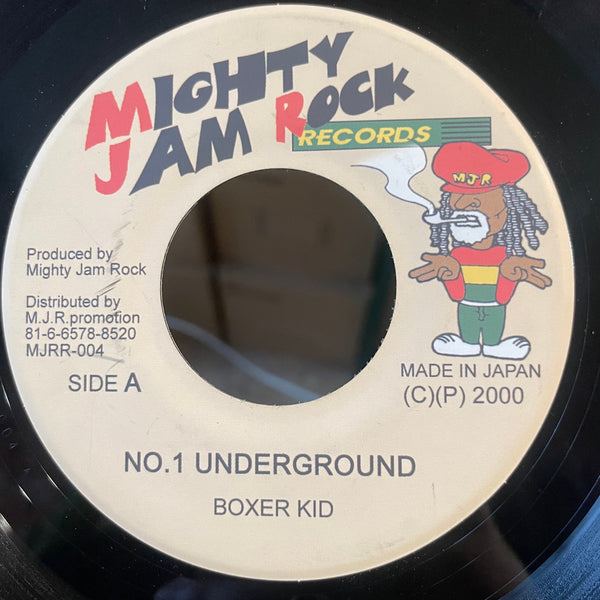 MIGHTY
JAM ROCK
RECORDS
MJR
Produced by
Mighty Jam Rock
Distributed by
M.J.R.promotion
81-6-6578-8520
MJRR-004
SIDE A
MADE IN JAPAN
(C)(P) 2000
NO.1 UNDERGROUND
BOXER KID